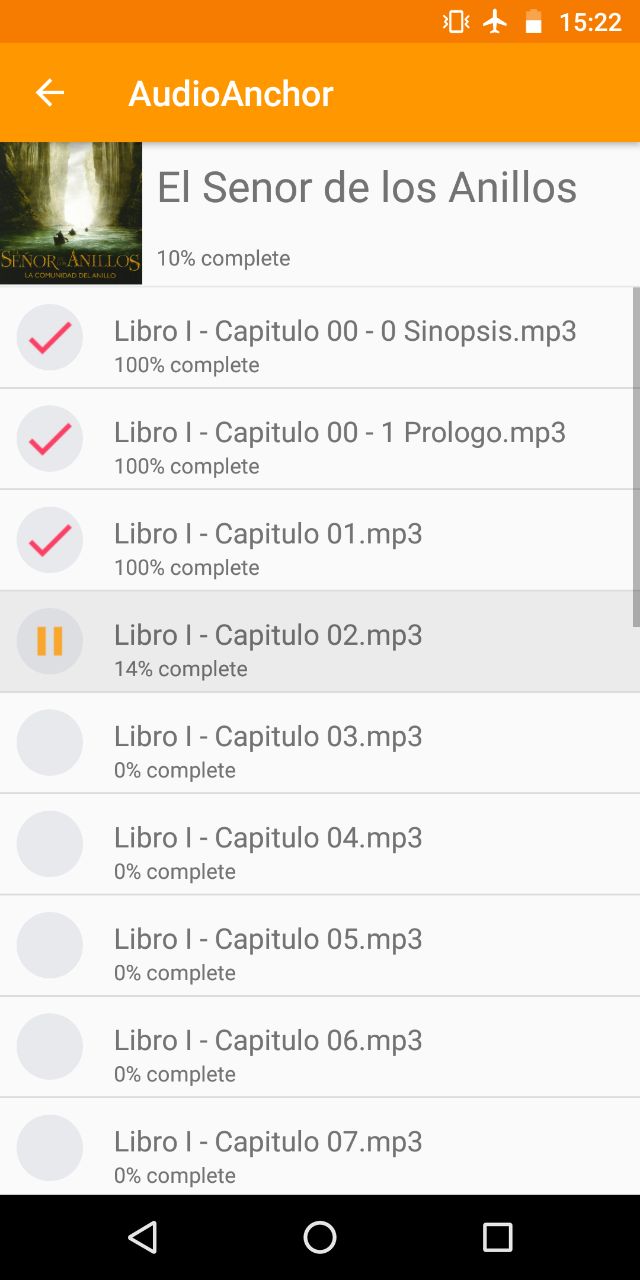 15:22
AudioAnchor
El Senor de los Anillos
SEÑOR DE LOS ANILLOS
LA COMUNIDAD DEL ANILLO
10% complete
Libro I - Capitulo 00 - 0 Sinopsis.mp3
100% complete
Libro I - Capitulo 00 - 1 Prologo.mp3
100% complete
Libro I - Capitulo 01.mp3
100% complete
Libro I - Capitulo 02.mp3
14% complete
Libro I - Capitulo 03.mp3
0% complete
Libro I - Capitulo 04.mp3
0% complete
Libro I - Capitulo 05.mp3
0% complete
Libro I - Capitulo 06.mp3
0% complete
Libro I - Capitulo 07.mp3
0% complete